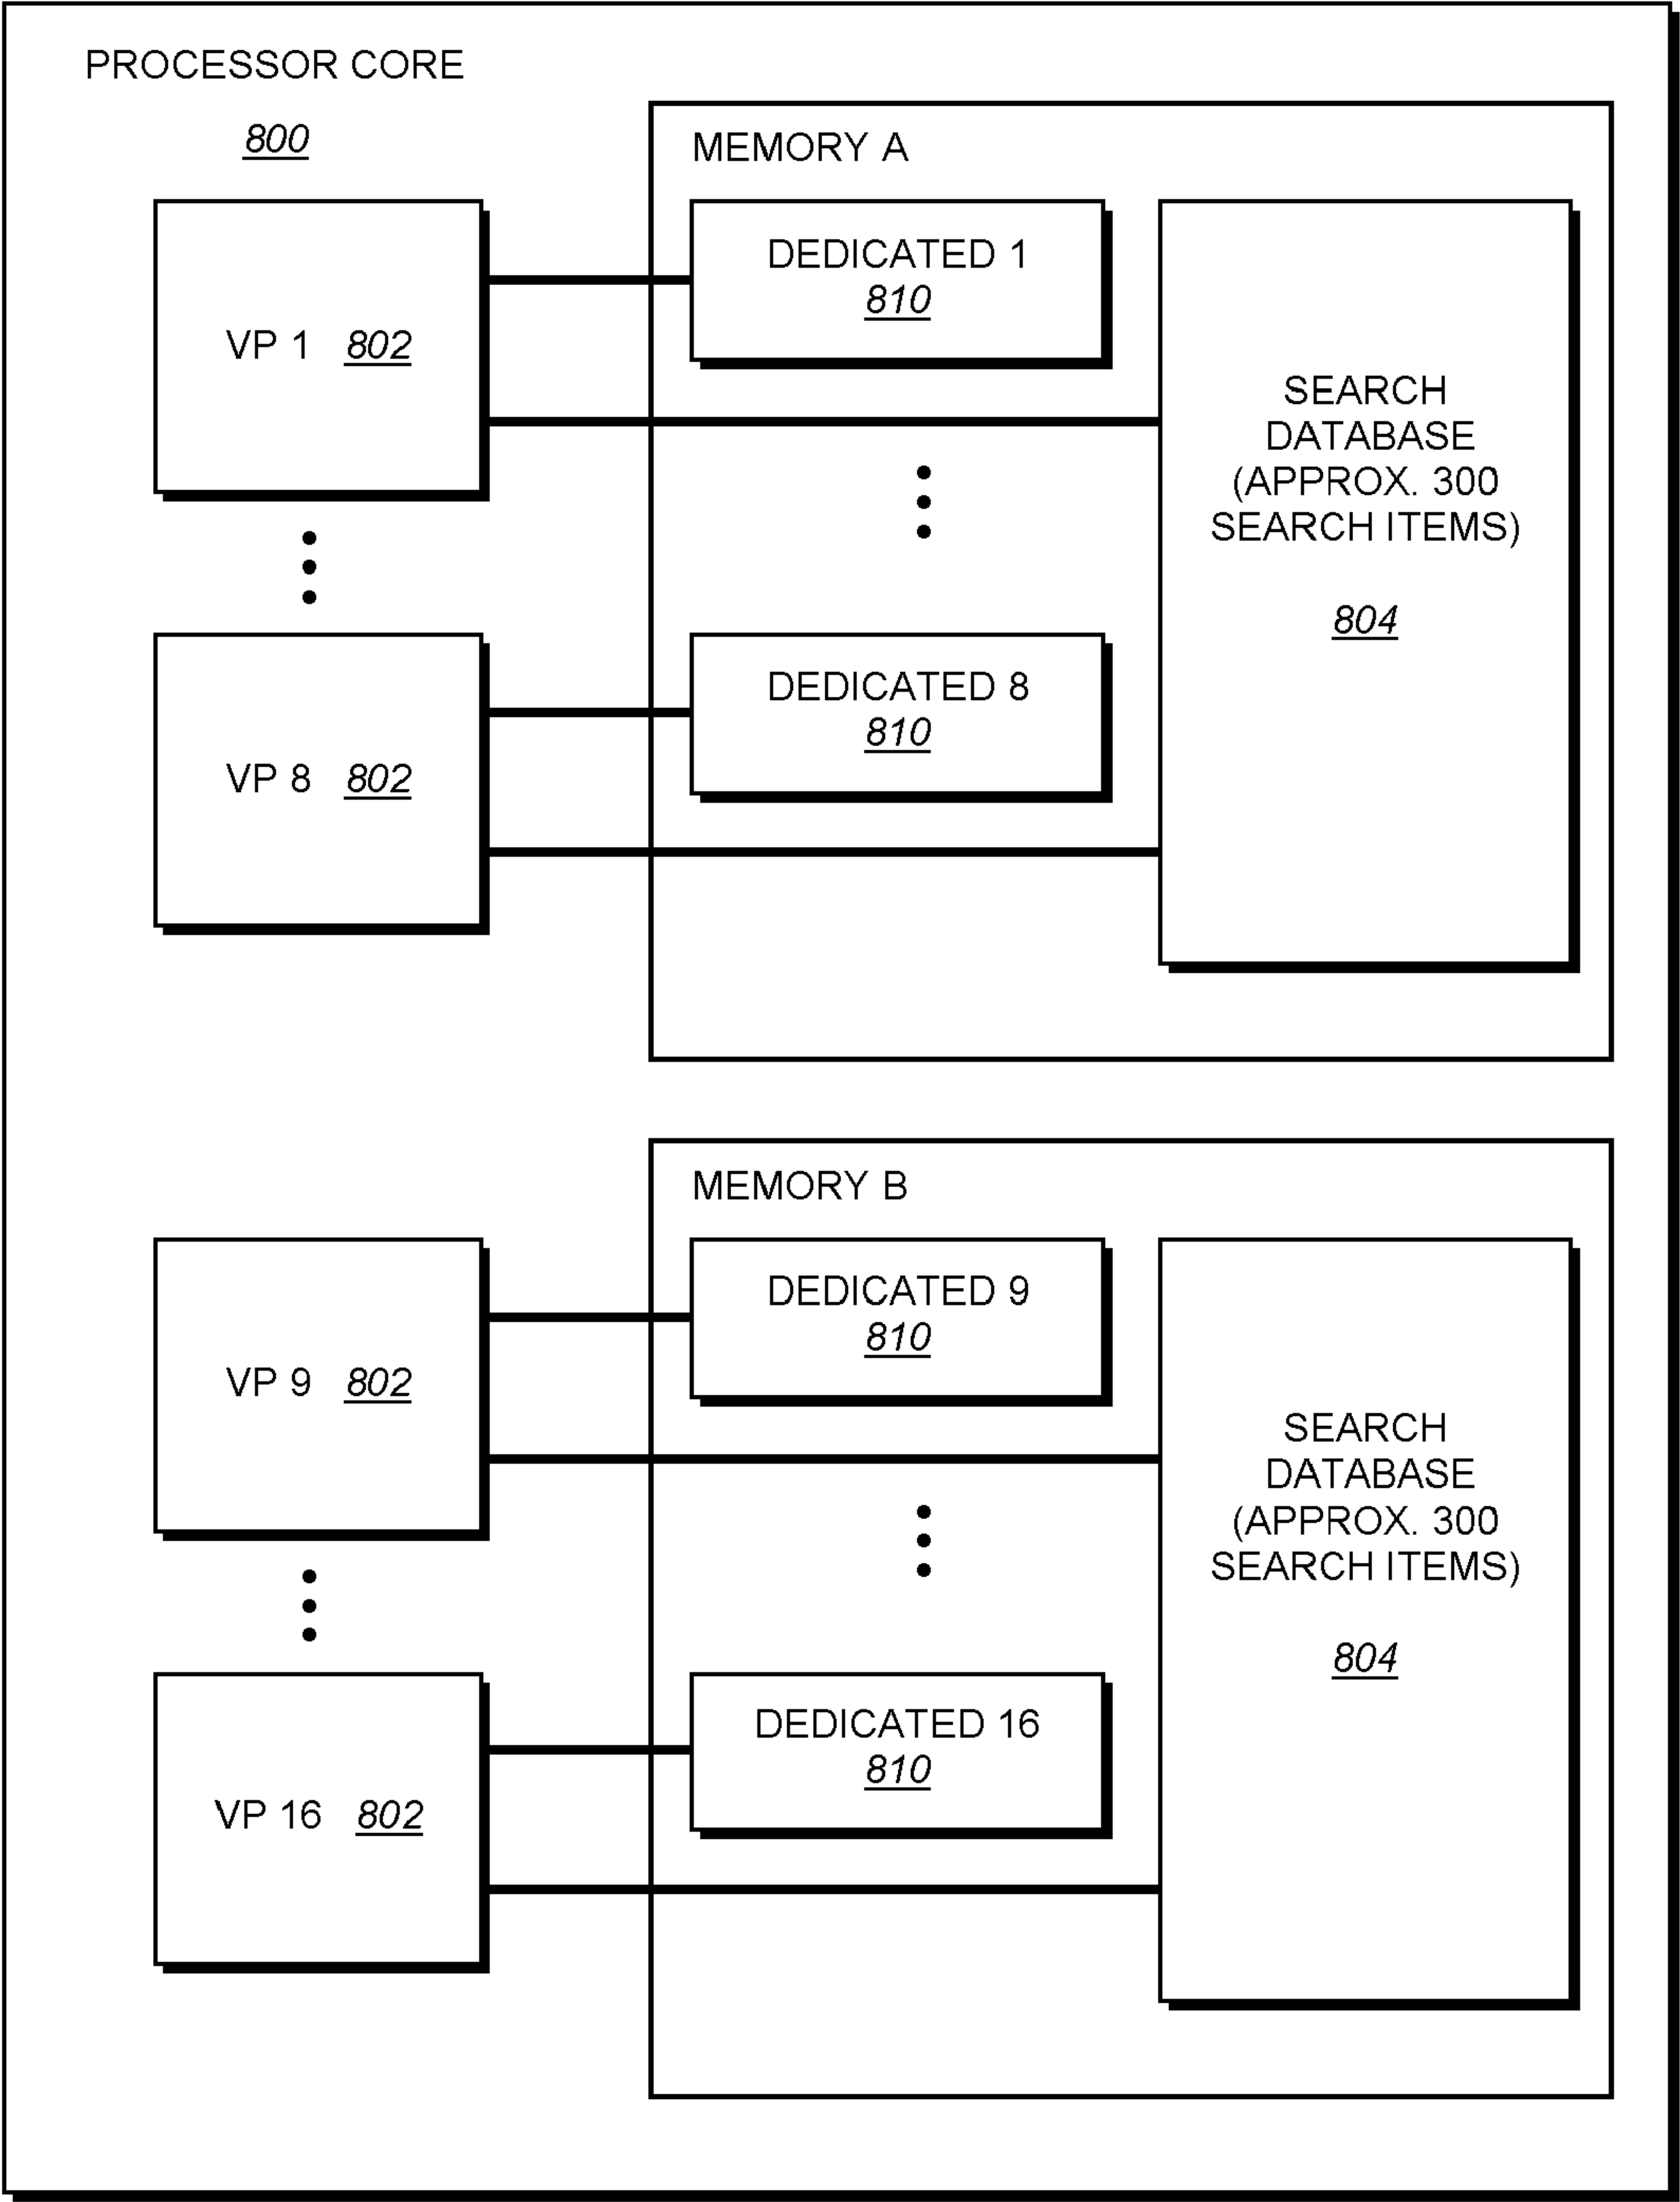 PROCESSOR CORE
800
MEMORY A
VP 1 802
DEDICATED 1
810
SEARCH
DATABASE
(APPROX. 300
SEARCH ITEMS)
804
VP 8 802
DEDICATED 8
810
MEMORY B
VP 9 802
DEDICATED 9
810
SEARCH
DATABASE
(APPROX. 300
SEARCH ITEMS)
804
VP 16 802
DEDICATED 16
810